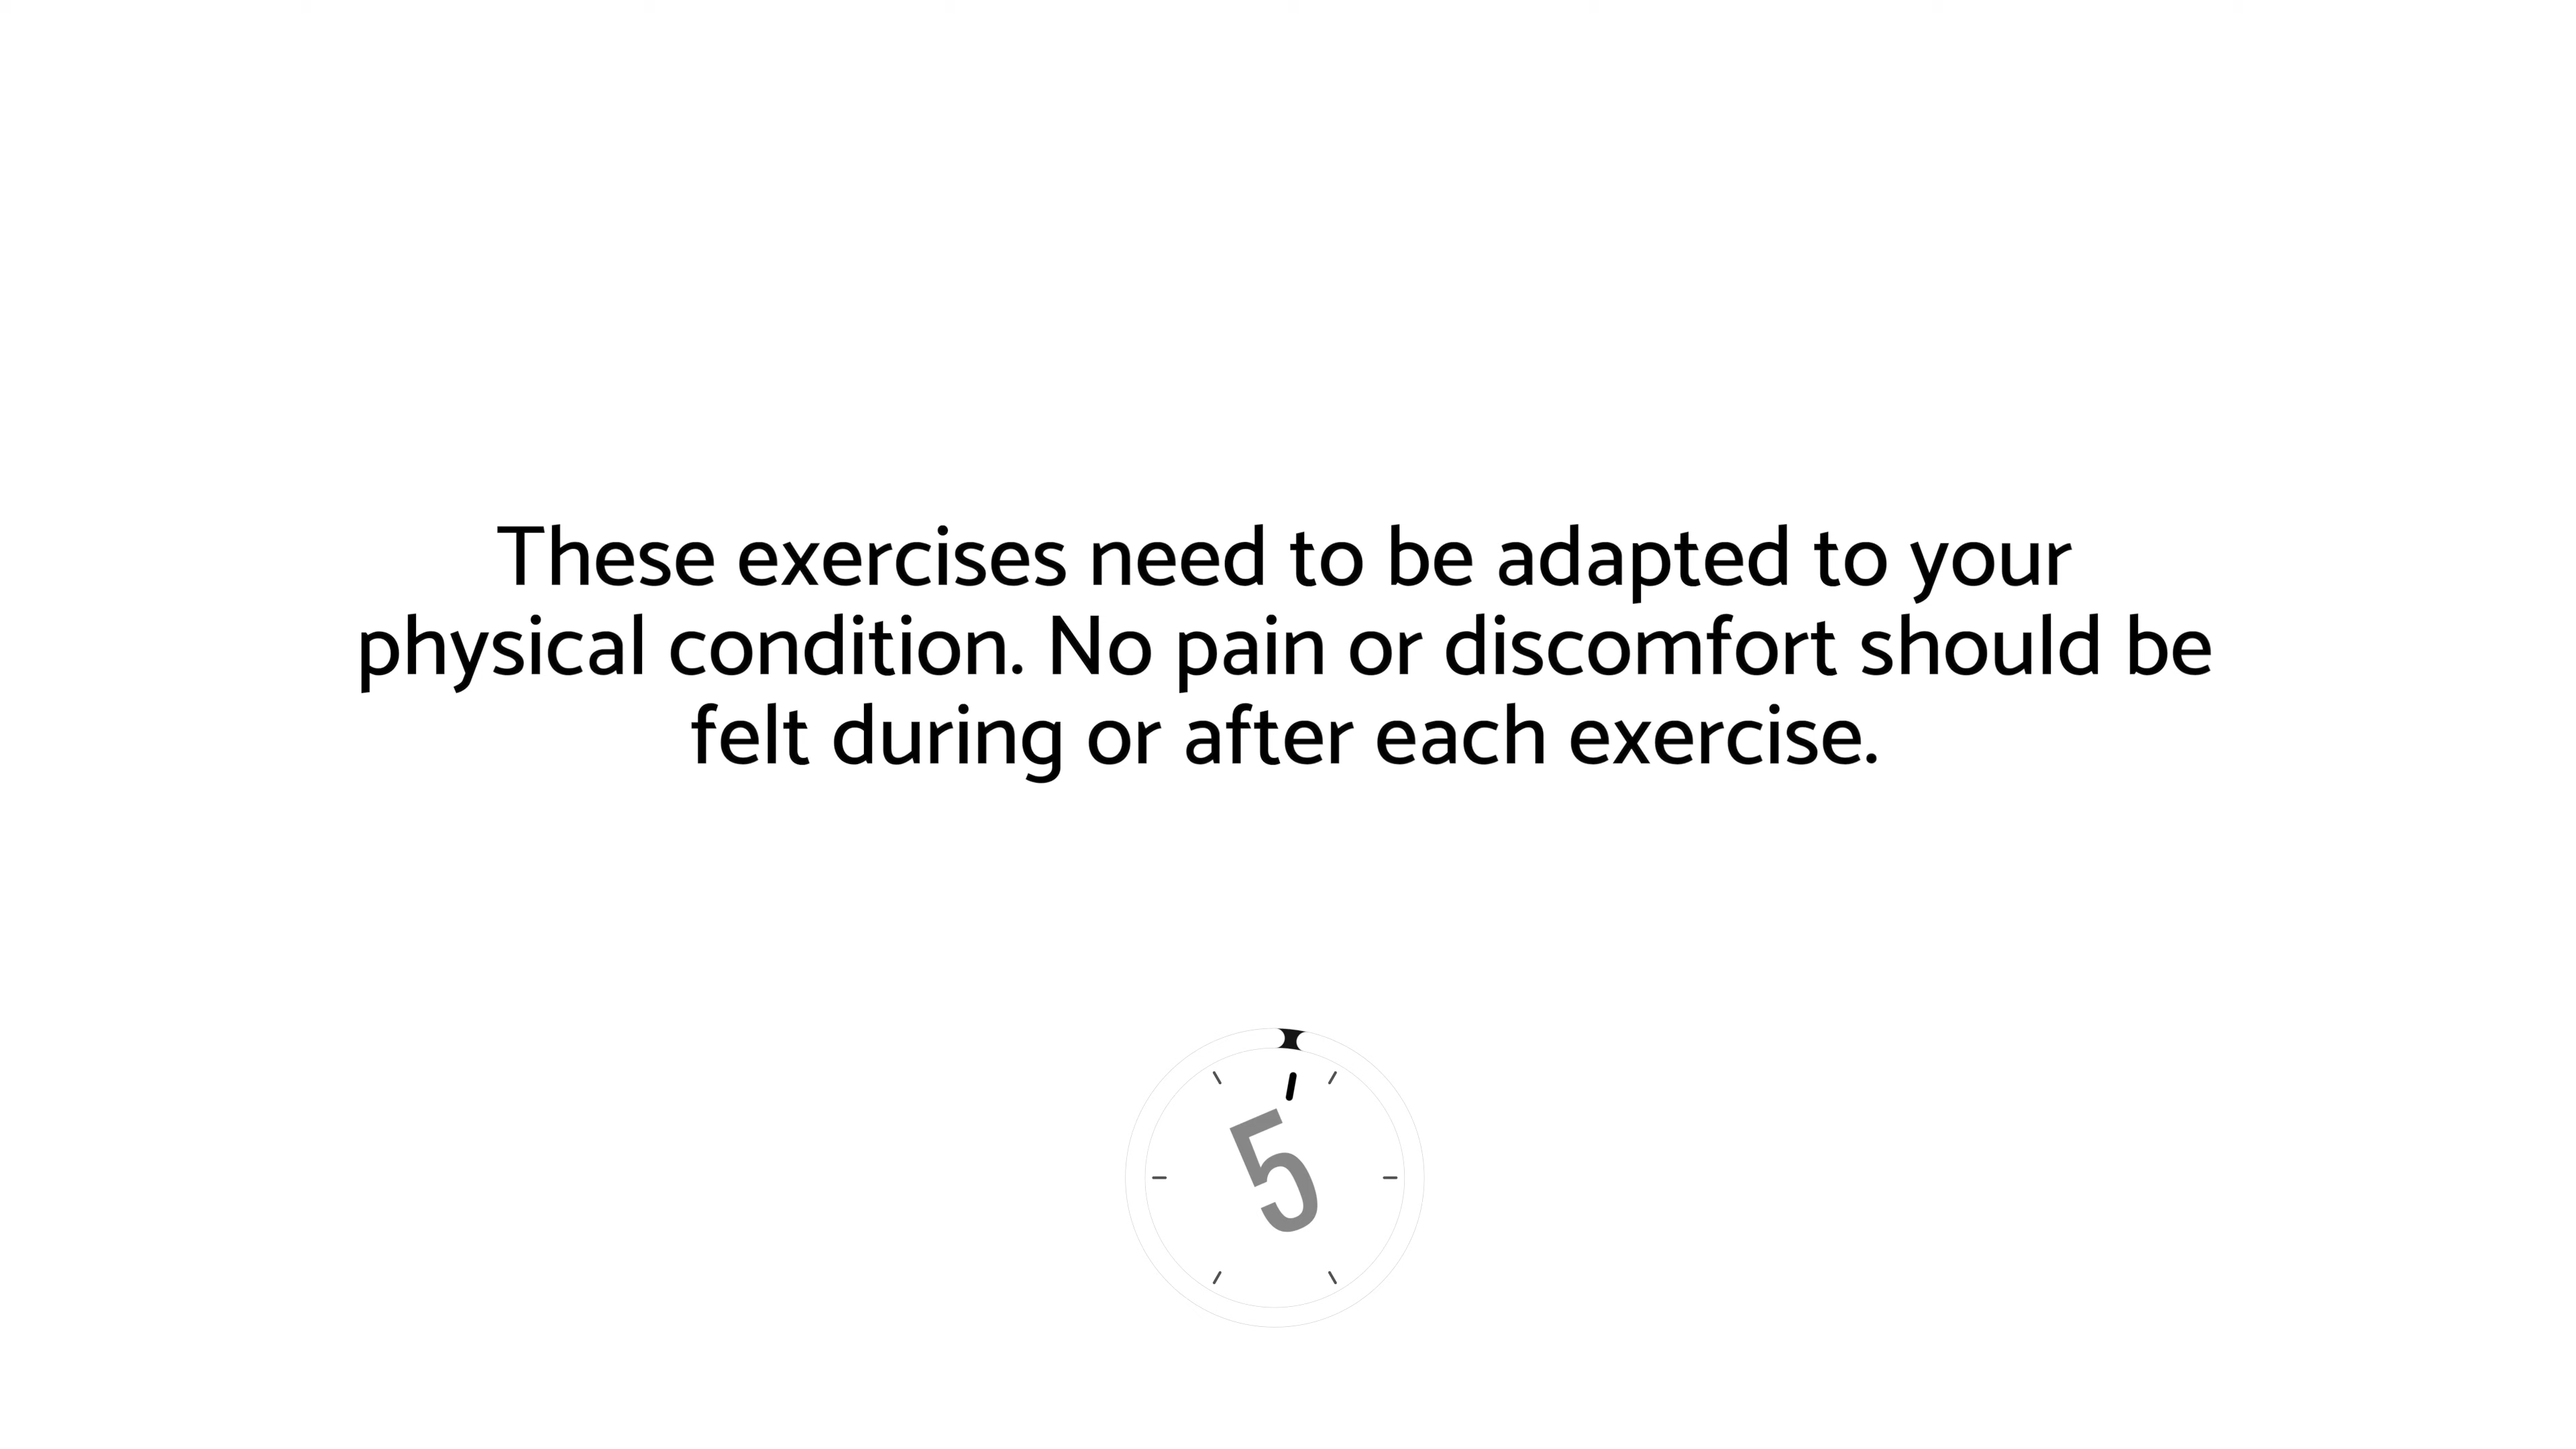 These exercises need to be adapted to your
physical condition. No pain or discomfort should be
felt during or after each exercise.
5